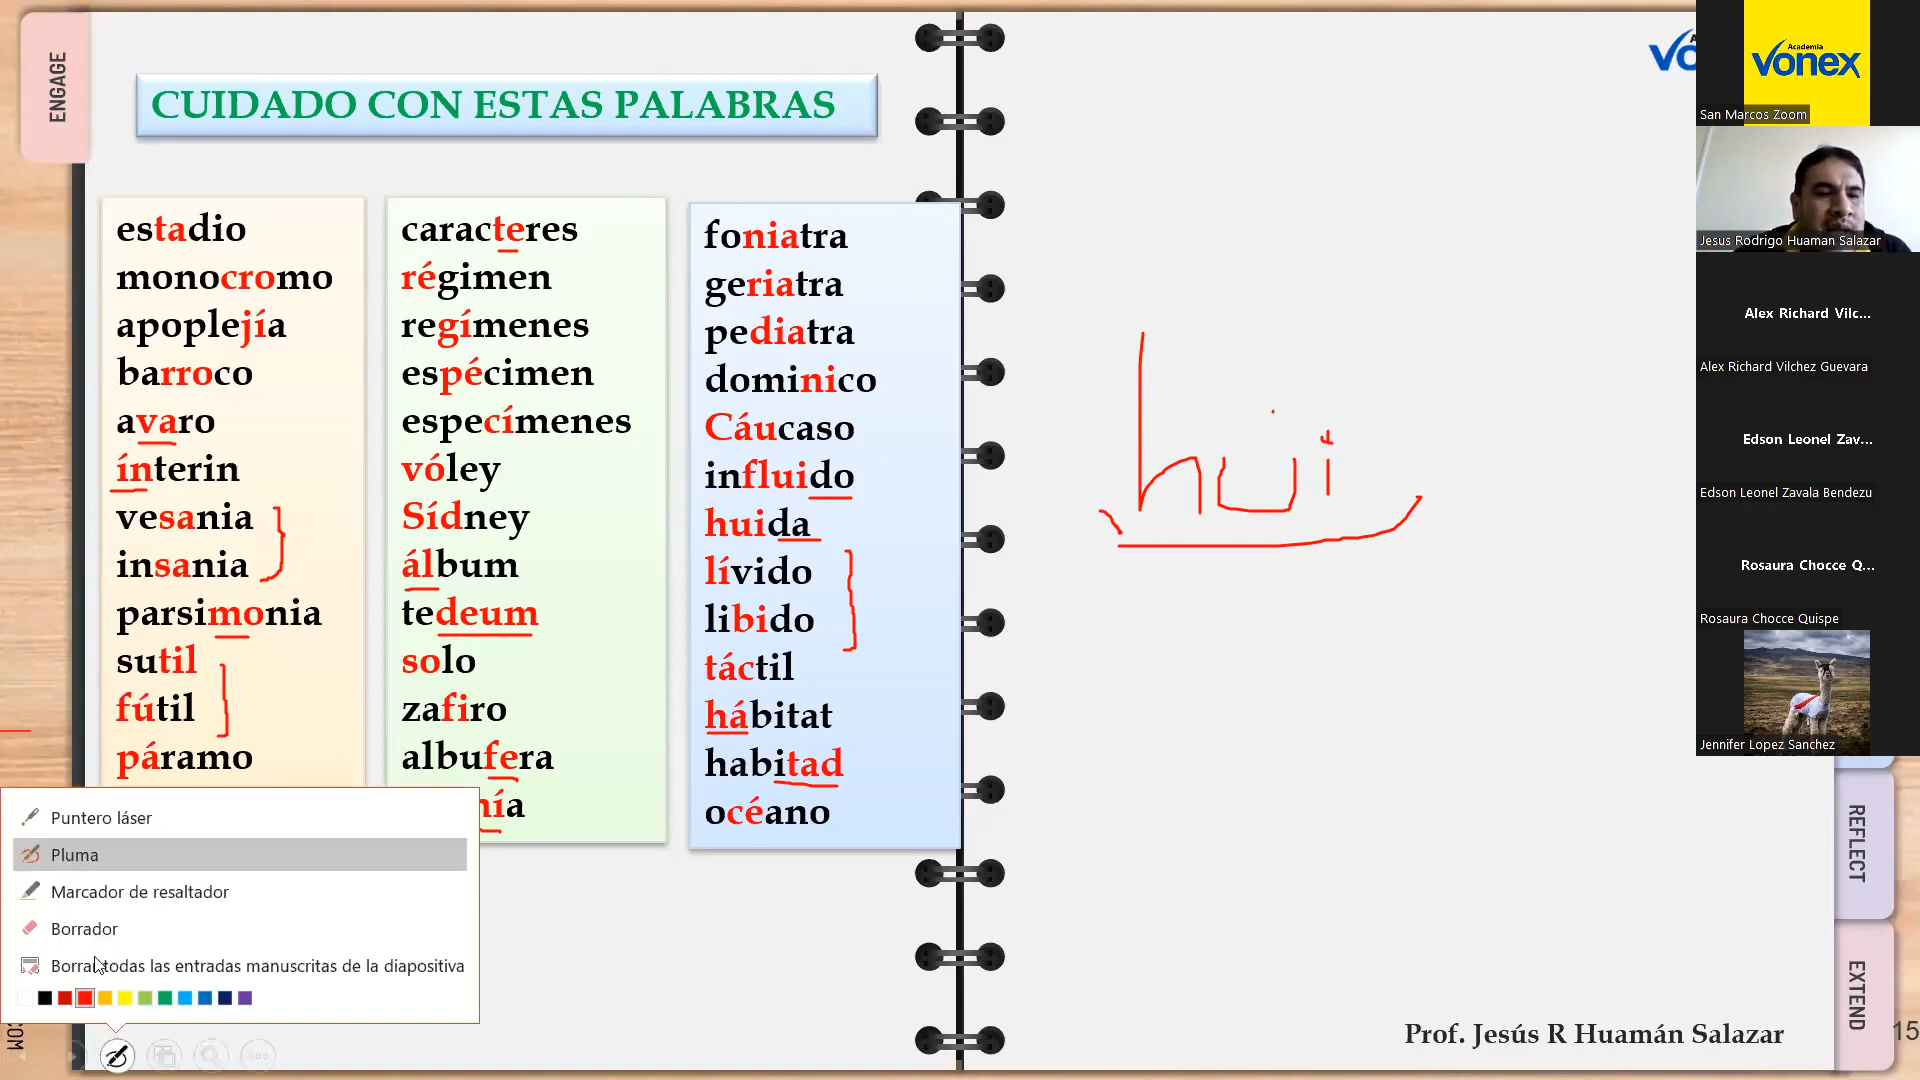 ENGAGE
CUIDADO CON ESTAS PALABRAS
estadio
monocromo
apoplejía
barroco
avaro
ínterin
vesania
insania
parsimonia
sutil
fútil
páramo
caracteres
régimen
regímenes
espécimen
especímenes
vóley
Sídney
álbum
tedeum
solo
zafiro
albufera
nía
foniatra
geriatra
pediatra
dominico
Cáucaso
influido
huida
lívido
libido
táctil
hábitat
habitad
océano
hui
Puntero láser
Pluma
Marcador de resaltador
Borrador
Borrar todas las entradas manuscritas de la diapositiva
COM
Prof. Jesús R Huamán Salazar
15
REFLECT
EXTEND
Academia
vonex
San Marcos Zoom
Jesus Rodrigo Huaman Salazar
Alex Richard Vilc...
Alex Richard Vilchez Guevara
Edson Leonel Zav...
Edson Leonel Zavala Bendezu
Rosaura Chocce Q...
Rosaura Chocce Quispe
Jennifer Lopez Sanchez